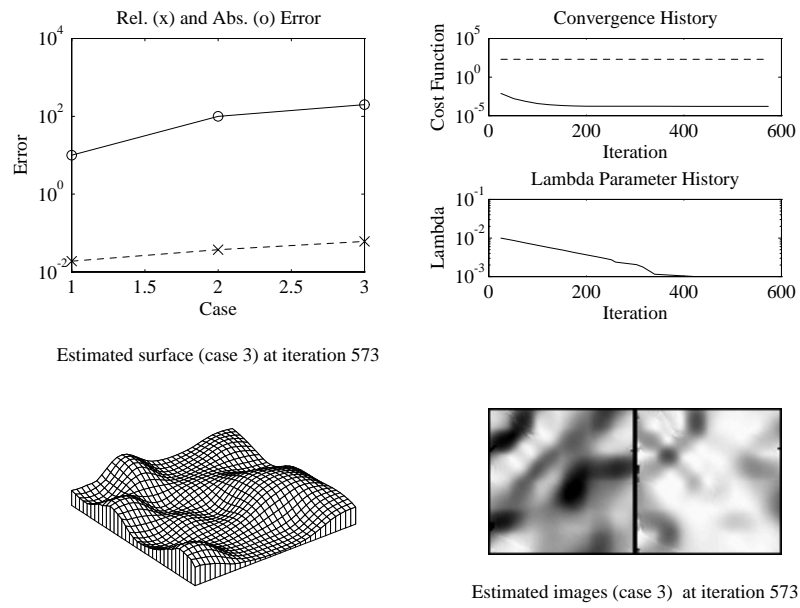 Rel. (x) and Abs. (o) Error
10^4
10^2
10^0
10^-2
Error
1
1.5
2
2.5
3
Case
Convergence History
10^5
10^0
10^-5
Cost Function
0
200
400
600
Iteration
Lambda Parameter History
10^-1
10^-2
10^-3
Lambda
0
200
400
600
Iteration
Estimated surface (case 3) at iteration 573
Estimated images (case 3) at iteration 573